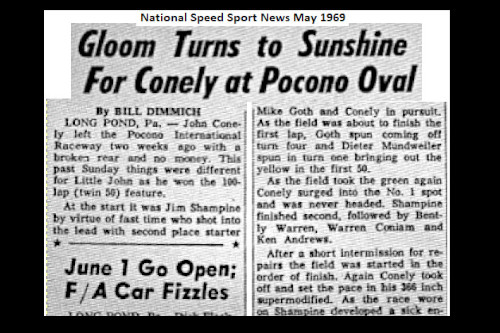 National Speed Sport News May 1969
Gloom Turns to Sunshine
For Conely at Pocono Oval
By BILL DIMMICH
LONG POND, Pa. — John Cone-
ly left the Pocono International
Raceway two weeks ago with a
broken rear and no money. This
past Sunday things were different
for Little John as he won the 100-
lap (twin 50) feature.
At the start it was Jim Shampine
by virtue of fast time who shot into
the lead with second place starter
June 1 Go Open;
F/A Car Fizzles
Mike Goth and Conely in pursuit.
As the field was about to finish the
first lap, Goth spun coming off
turn four and Dieter Mundweiler
spun in turn one bringing out the
yellow in the first 50.
As the field took the green again
Conely surged into the No. 1 spot
and was never headed. Shampine
finished second, followed by Bent-
ly Warren, Warren Coniam and
Ken Andrews.
After a short intermission for re-
pairs the field was started in the
order of finish. Again Conely took
off and set the pace in his 366 inch
supermodified. As the race wore
on Shampine developed a sick en-